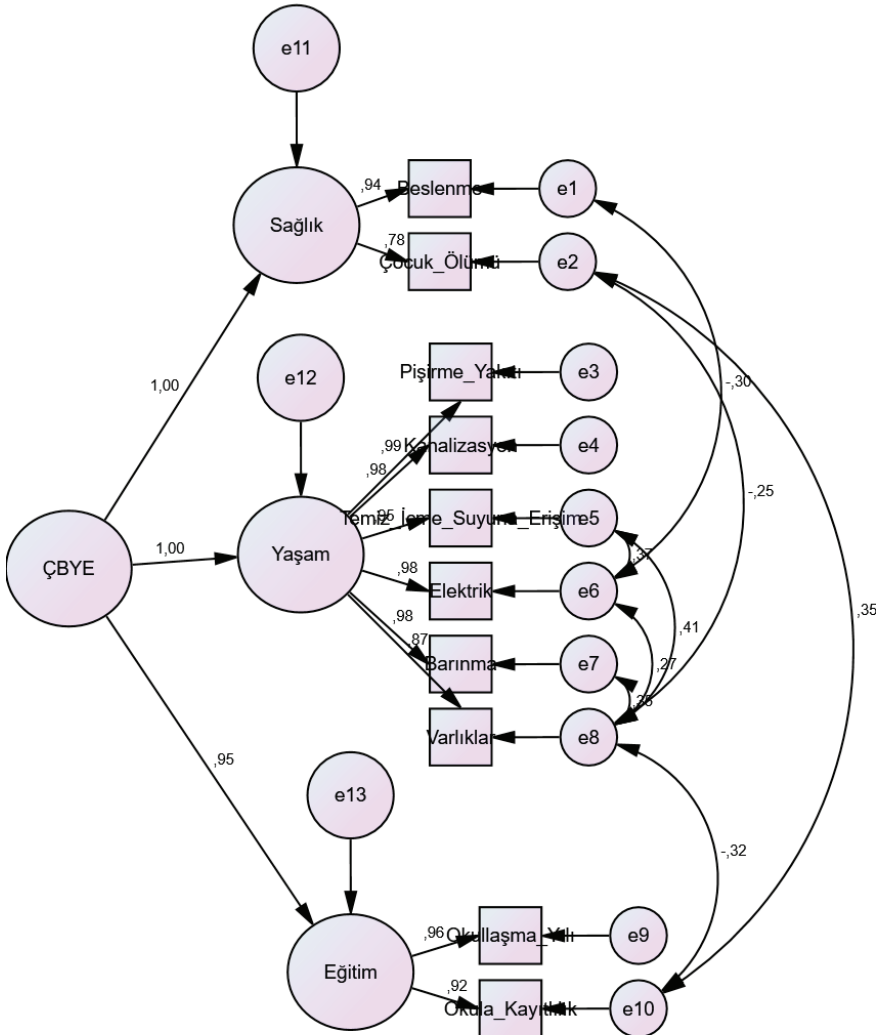 e11
,94
Beslenme
e1
Sağlık
,78
Çocuk_Ölümü
e2
Pişirme_Yakıtı
e3
e12
1,00
-,30
,99
Kanalizasyon
e4
,98
-,25
,95
Temiz_İçme_Suyuna_Erişim
e5
Yaşam
1,00
ÇBYE
,98
Elektrik
e6
,35
,98
,41
,87
Barınma
e7
,27
Varlıklar
e8
,95
e13
-,32
,96
Okullaşma_Yılı
e9
Eğitim
,92
Okula_Kayıtlılık
e10